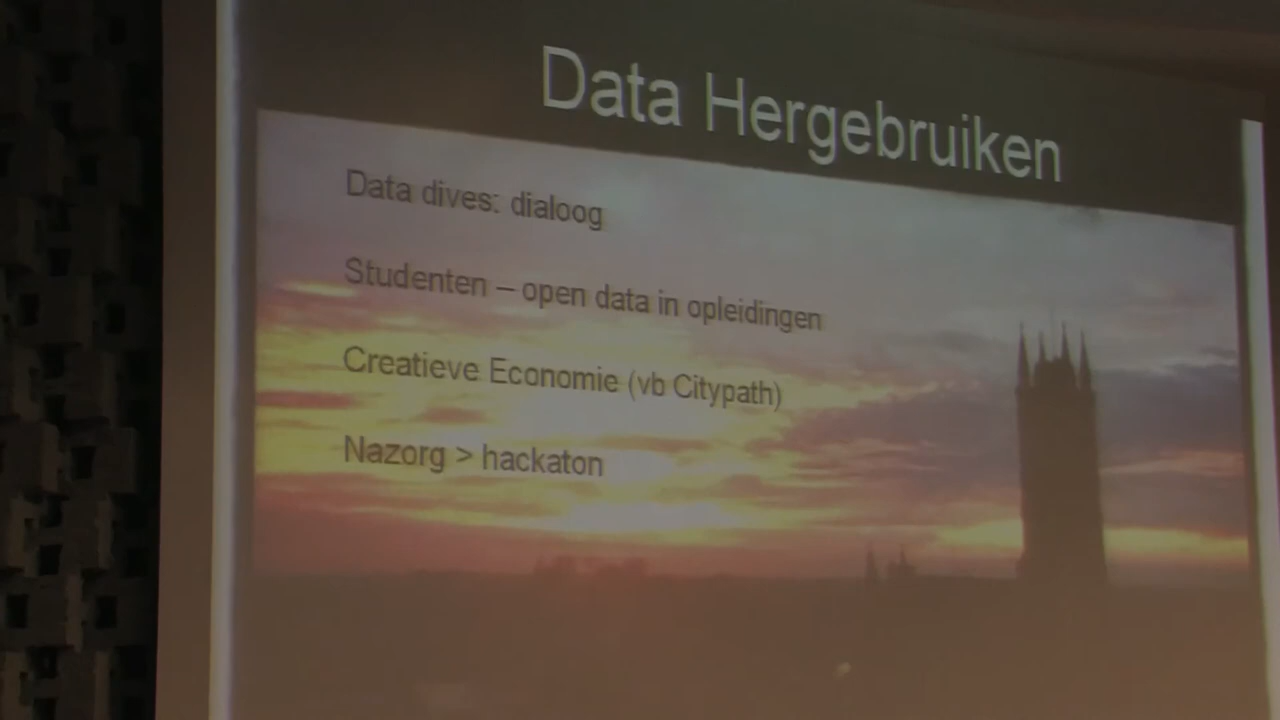 Data Hergebruiken
Data dives: dialoog
Studenten – open data in opleidingen
Creatieve Economie (vb Citypath)
Nazorg > hackaton